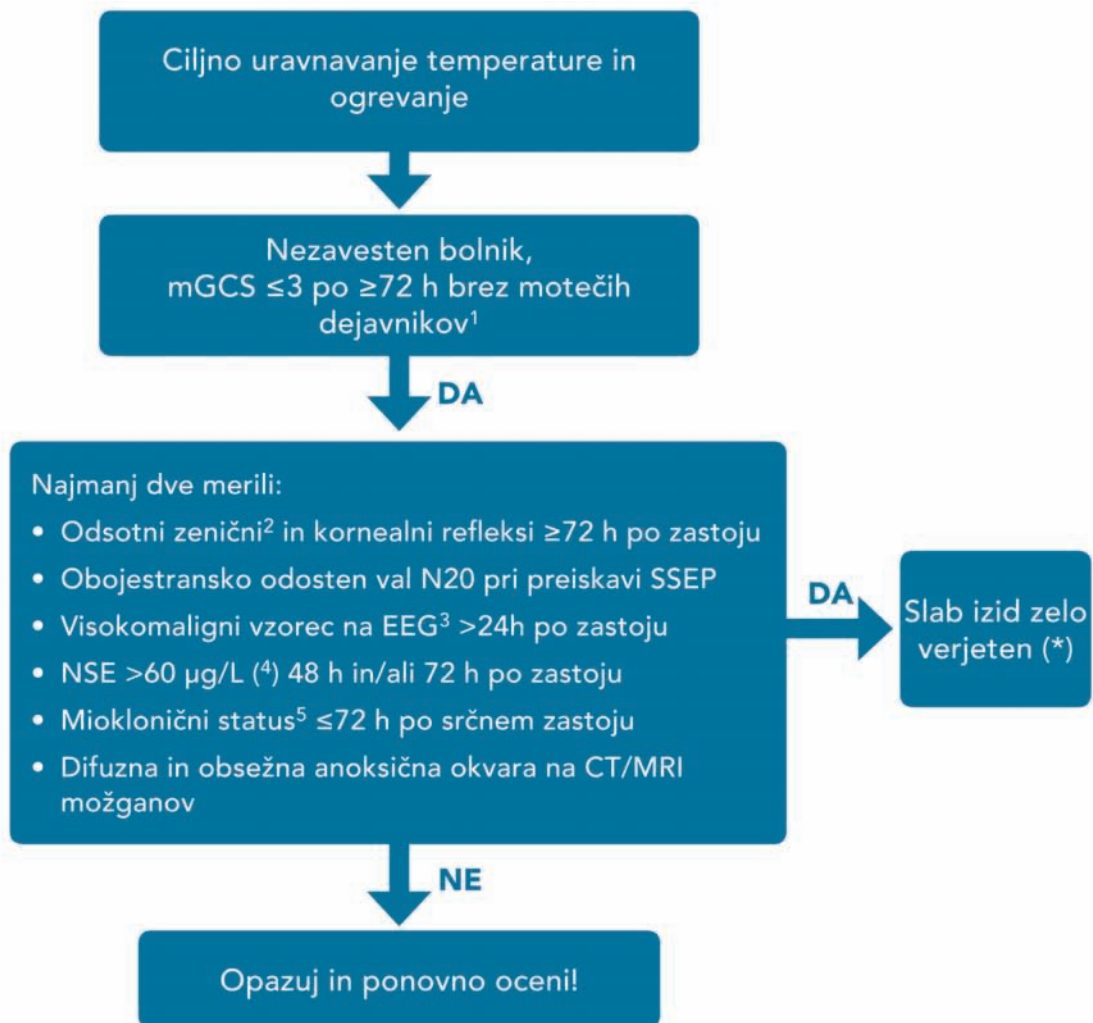 Ciljno uravnavanje temperature in
ogrevanje
Nezavesten bolnik,
mGCS ≤3 po ≥72 h brez motečih
dejavnikov¹
DA
Najmanj dve merili:
• Odsotni zenični² in kornealni refleksi ≥72 h po zastoju
• Obojestransko odosten val N20 pri preiskavi SSEP
• Visokomaligni vzorec na EEG³ >24h po zastoju
• NSE >60 µg/L (⁴) 48 h in/ali 72 h po zastoju
• Mioklonični status⁵ ≤72 h po srčnem zastoju
• Difuzna in obsežna anoksična okvara na CT/MRI
možganov
DA
Slab izid zelo
verjeten (*)
NE
Opazuj in ponovno oceni!